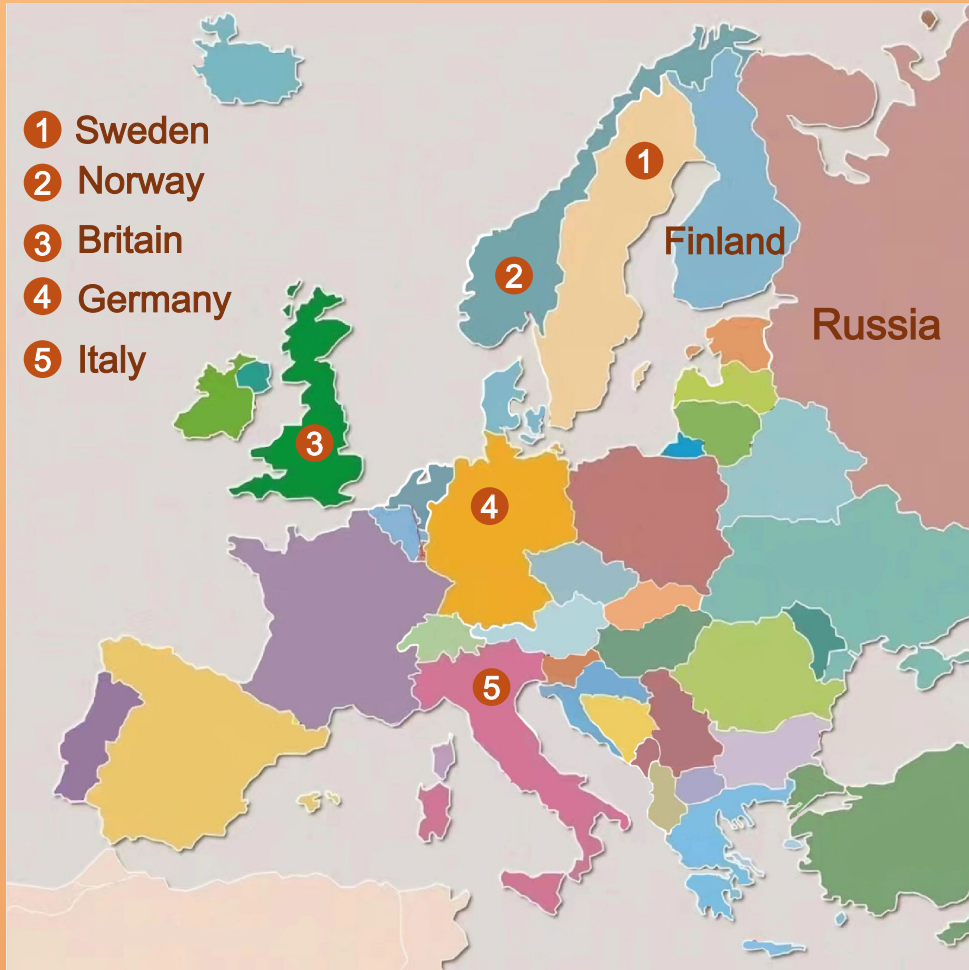 1 Sweden
2 Norway
3 Britain
4 Germany
5 Italy
1
2
Finland
Russia
3
4
5